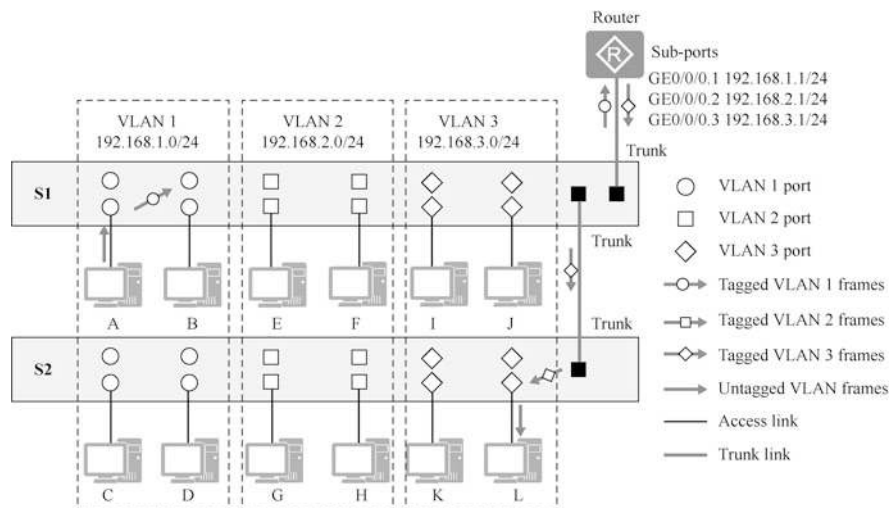 Router
R
Sub-ports
GE0/0/0.1 192.168.1.1/24
GE0/0/0.2 192.168.2.1/24
GE0/0/0.3 192.168.3.1/24
Trunk
VLAN 1
192.168.1.0/24
VLAN 2
192.168.2.0/24
VLAN 3
192.168.3.0/24
S1
Trunk
A
B
E
F
I
J
Trunk
S2
C
D
G
H
K
L
VLAN 1 port
VLAN 2 port
VLAN 3 port
Tagged VLAN 1 frames
Tagged VLAN 2 frames
Tagged VLAN 3 frames
Untagged VLAN frames
Access link
Trunk link